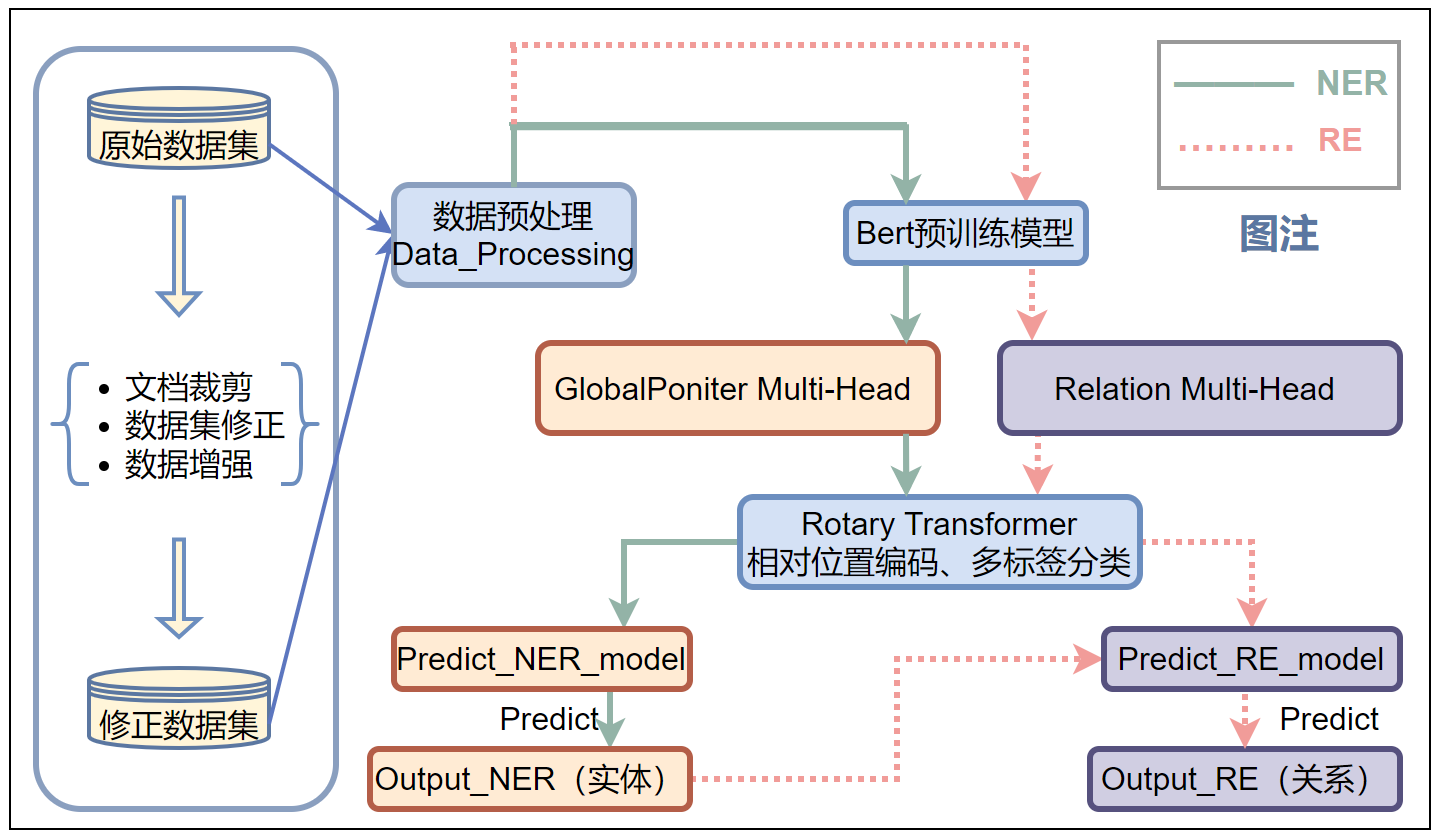 原始数据集
文档裁剪
数据集修正
数据增强
修正数据集
数据预处理
Data_Processing
Bert预训练模型
NER
RE
图注
GlobalPoniter Multi-Head
Relation Multi-Head
Rotary Transformer
相对位置编码、多标签分类
Predict_NER_model
Predict_RE_model
Predict
Predict
Output_NER（实体）
Output_RE（关系）